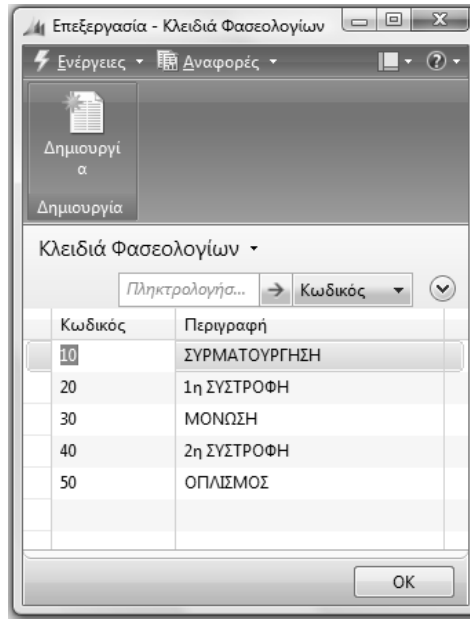 Επεξεργασία - Κλειδιά Φασεολογίων
Ενέργειες Αναφορές
Δημιουργί
α
Δημιουργία
Κλειδιά Φασεολογίων
Πληκτρολογήσ... Κωδικός
Κωδικός Περιγραφή
10 ΣΥΡΜΑΤΟΥΡΓΗΣΗ
20 1η ΣΥΣΤΡΟΦΗ
30 ΜΟΝΩΣΗ
40 2η ΣΥΣΤΡΟΦΗ
50 ΟΠΛΙΣΜΟΣ
OK